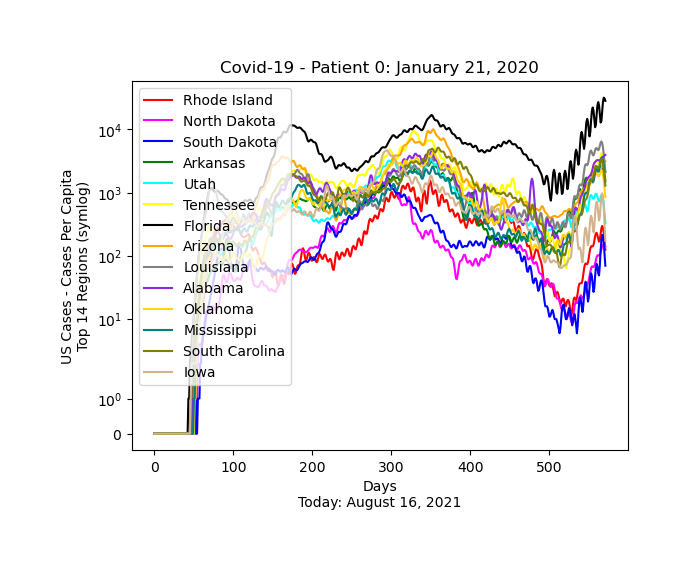 Covid-19 - Patient 0: January 21, 2020
US Cases - Cases Per Capita
Top 14 Regions (symlog)
10^4
10^3
10^2
10^1
10^0
0
Rhode Island
North Dakota
South Dakota
Arkansas
Utah
Tennessee
Florida
Arizona
Louisiana
Alabama
Oklahoma
Mississippi
South Carolina
Iowa
0 100 200 300 400 500
Days
Today: August 16, 2021